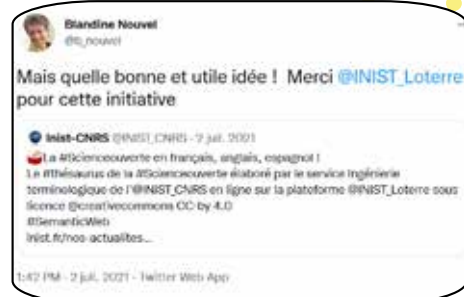 Blandine Nouvel
@b_nouvel
Mais quelle bonne et utile idée ! Merci @INIST_Loterre
pour cette initiative
Inist-CNRS @INIST_CNRS · 2 juil. 2021
La #Scienceouverte en français, anglais, espagnol !
Le #thésaurus de la #Scienceouverte élaboré par le service Ingénierie
terminologique de l'@INIST_CNRS en ligne sur la plateforme @INIST_Loterre sous
licence @creativecommons CC-by 4.0
#SemanticWeb
inist.fr/nos-actualites...
1:42 PM · 2 juil. 2021 · Twitter Web App